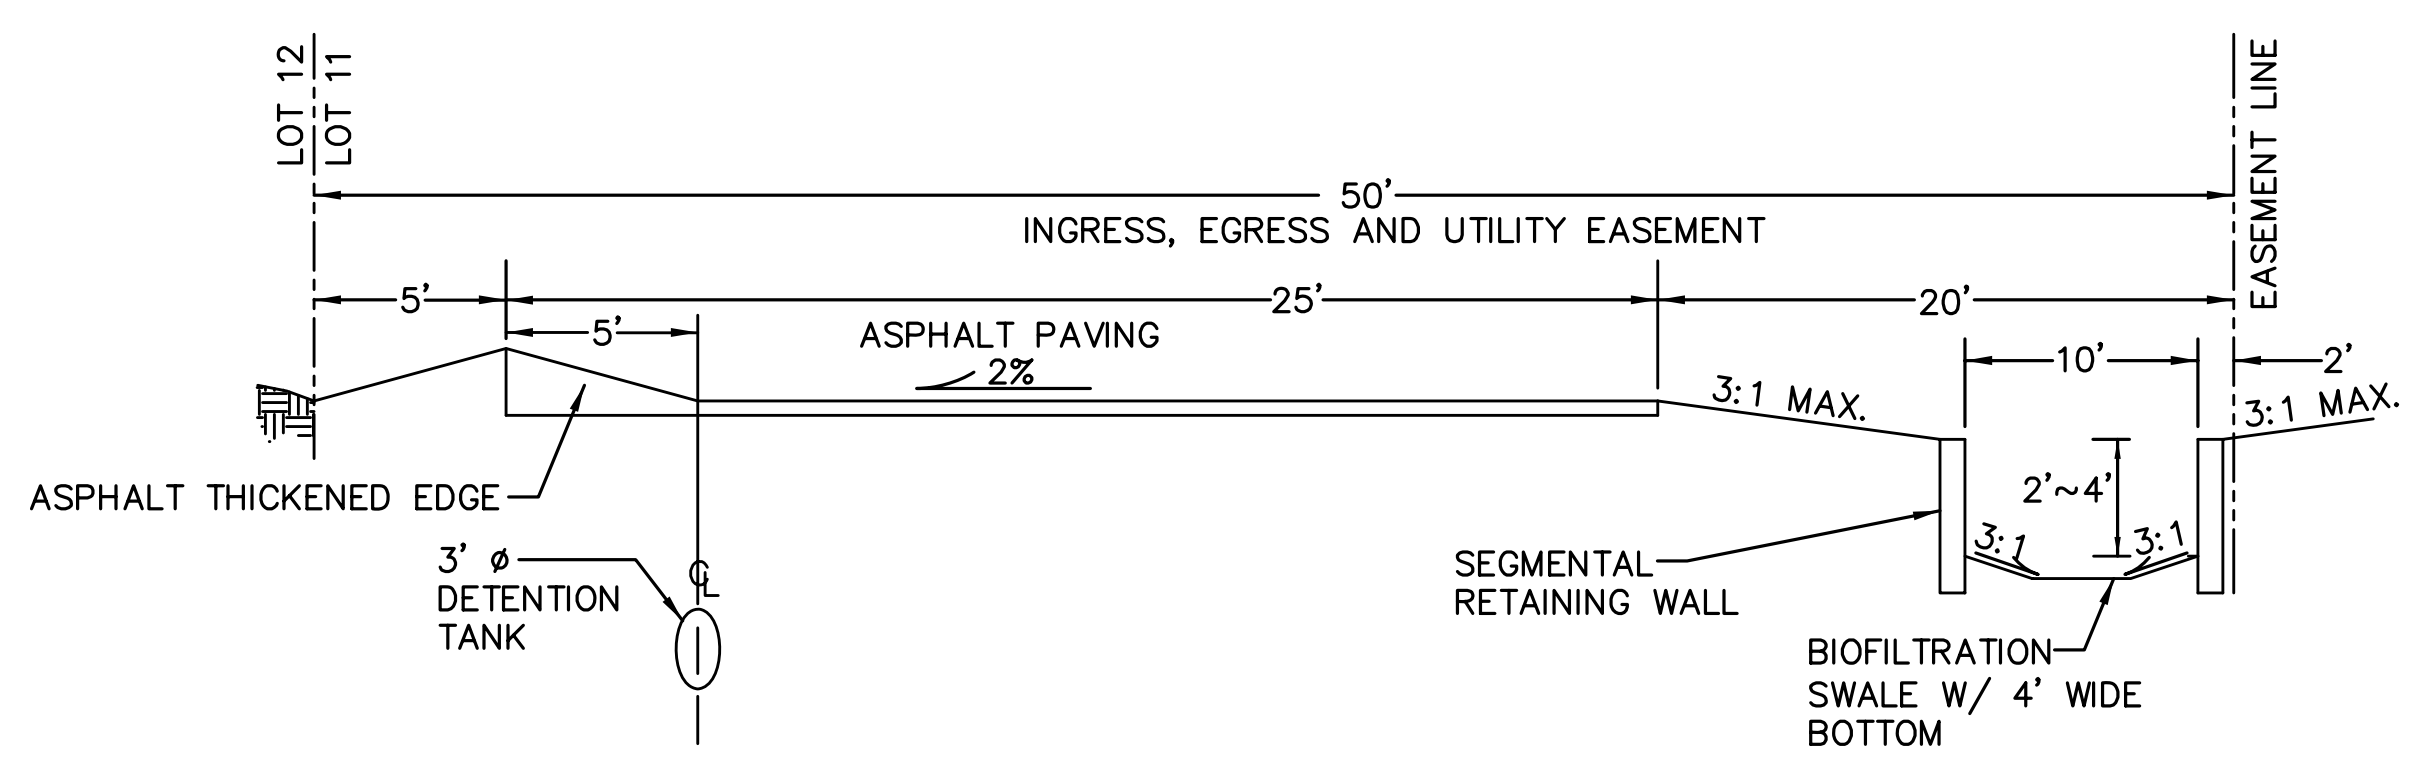 LOT 12
LOT 11
EASEMENT LINE
50'
INGRESS, EGRESS AND UTILITY EASEMENT
5'
25'
20'
5'
ASPHALT PAVING
2%
10'
2'
3:1 MAX.
3:1 MAX.
ASPHALT THICKENED EDGE
2'~4'
3:1
3:1
3' ø
DETENTION
TANK
℄
SEGMENTAL
RETAINING WALL
BIOFILTRATION
SWALE W/ 4' WIDE
BOTTOM